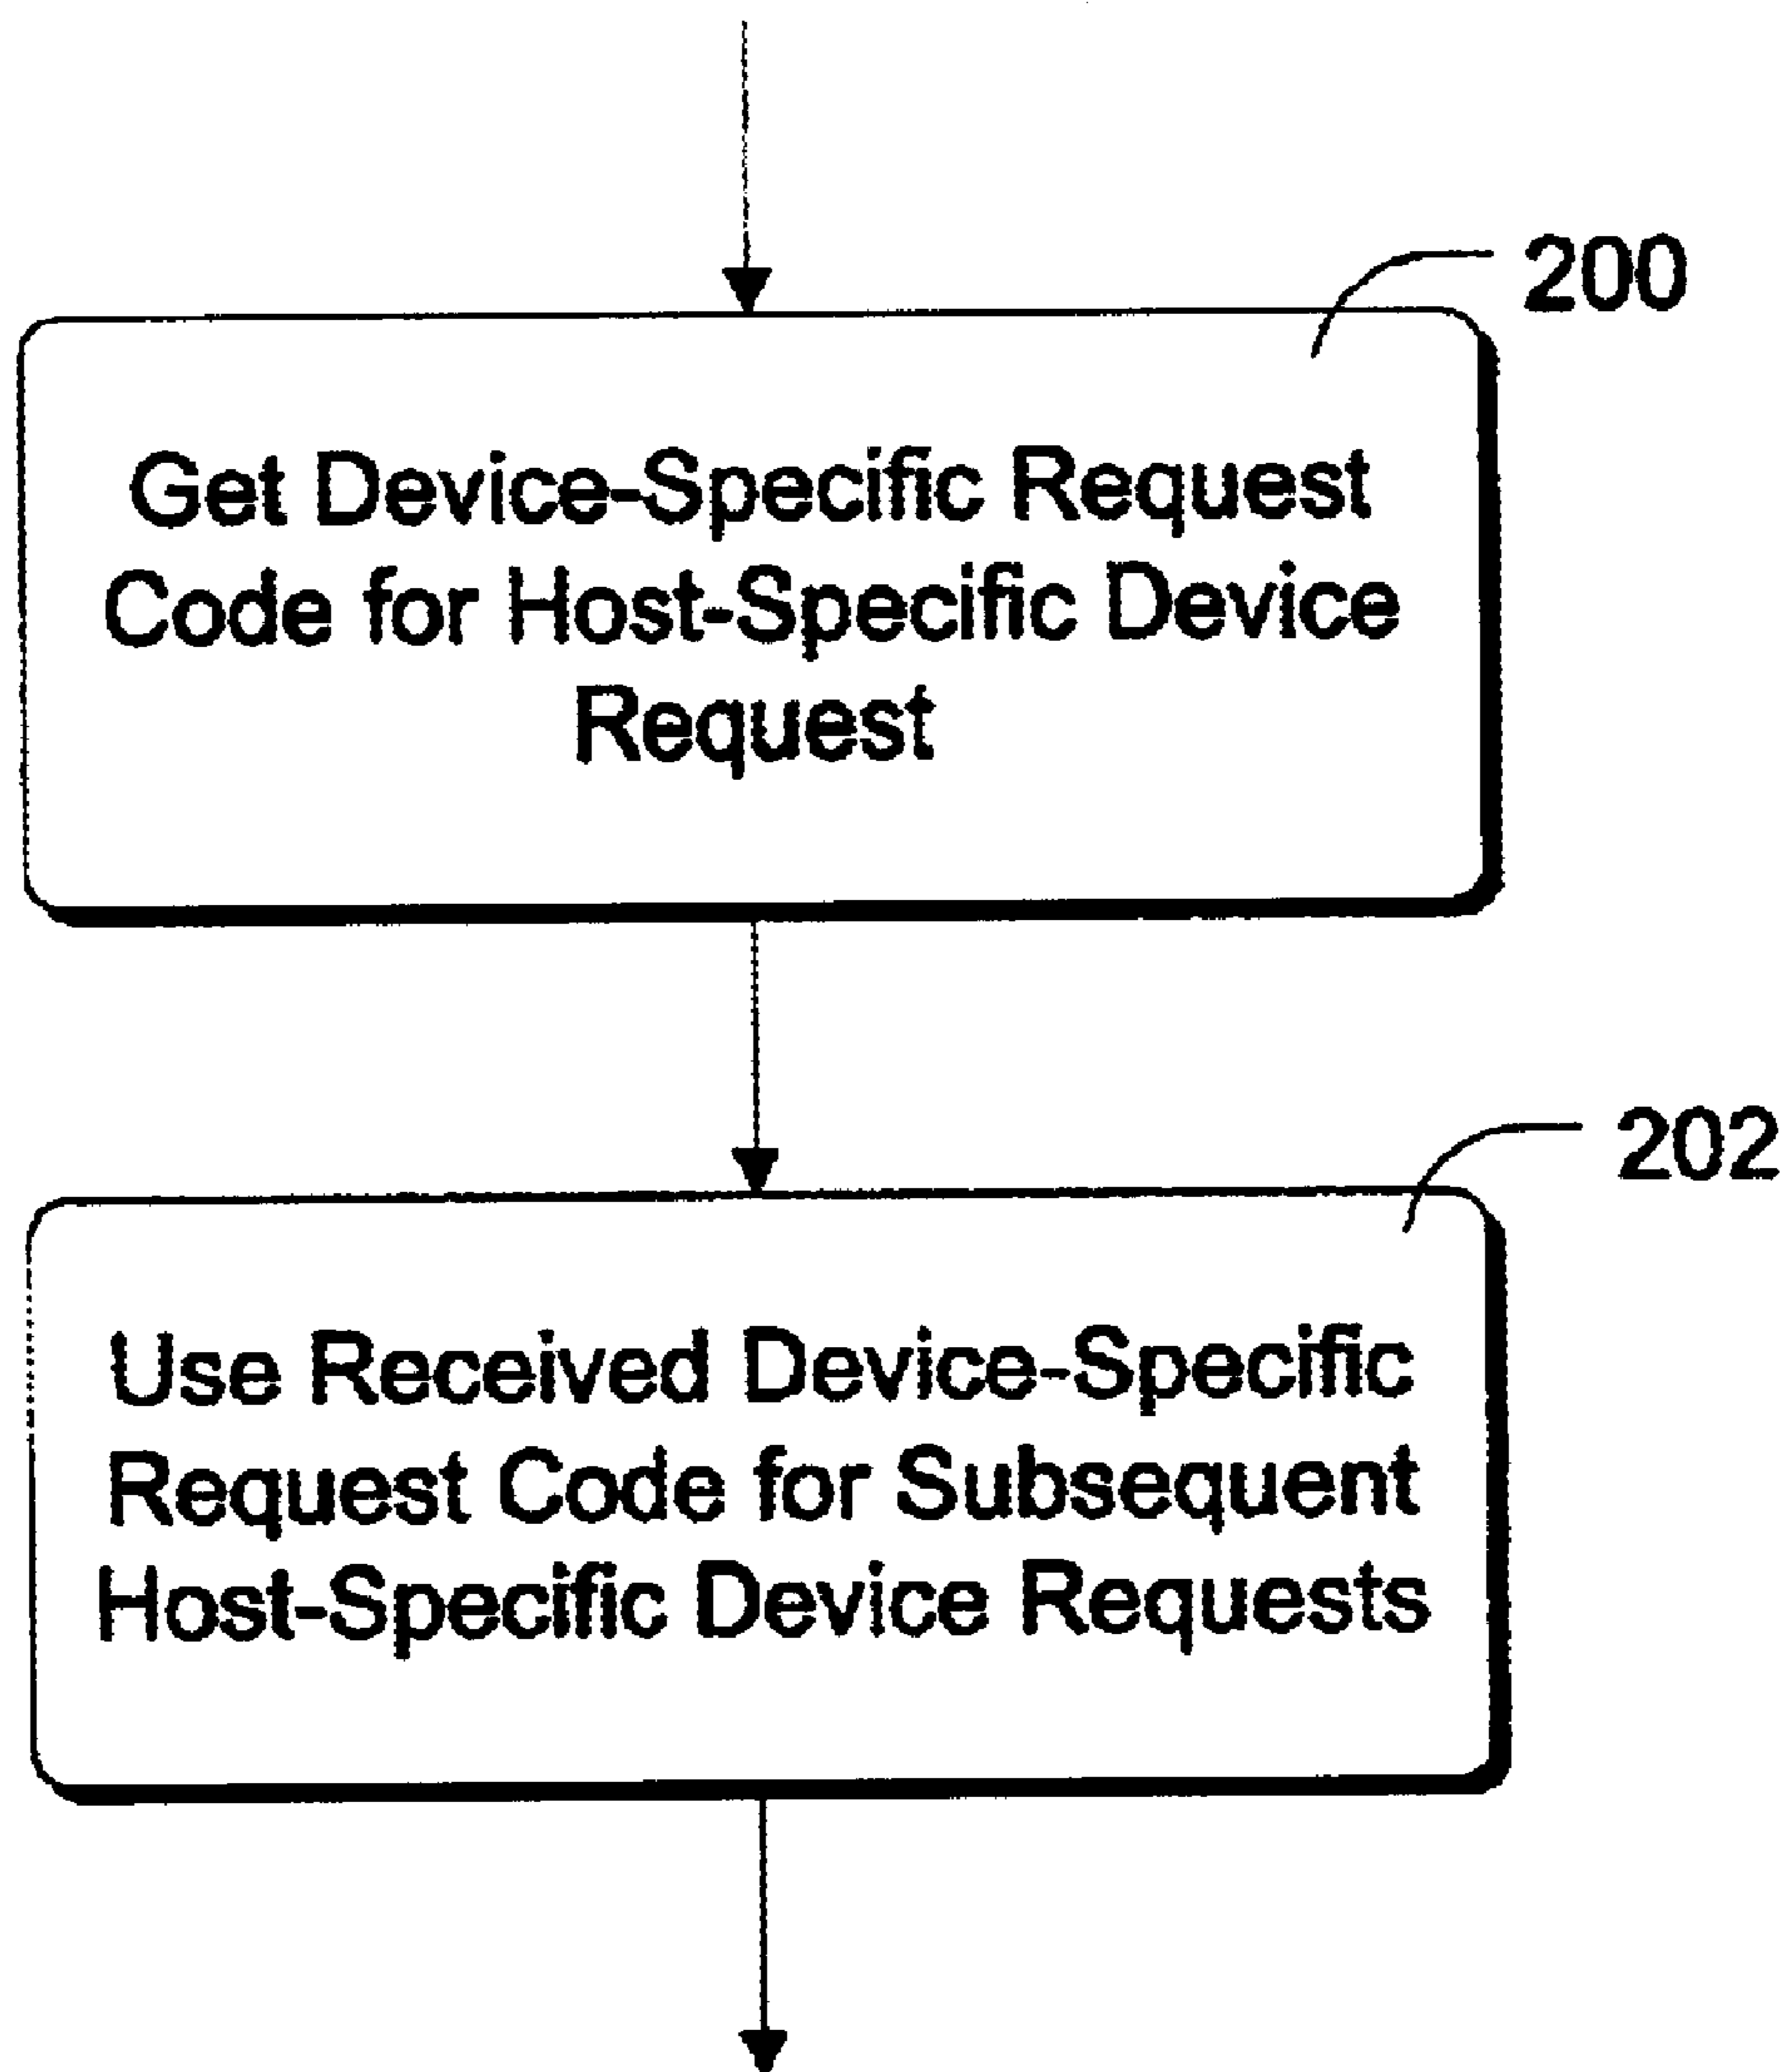 200
Get Device-Specific Request
Code for Host-Specific Device
Request
202
Use Received Device-Specific
Request Code for Subsequent
Host-Specific Device Requests